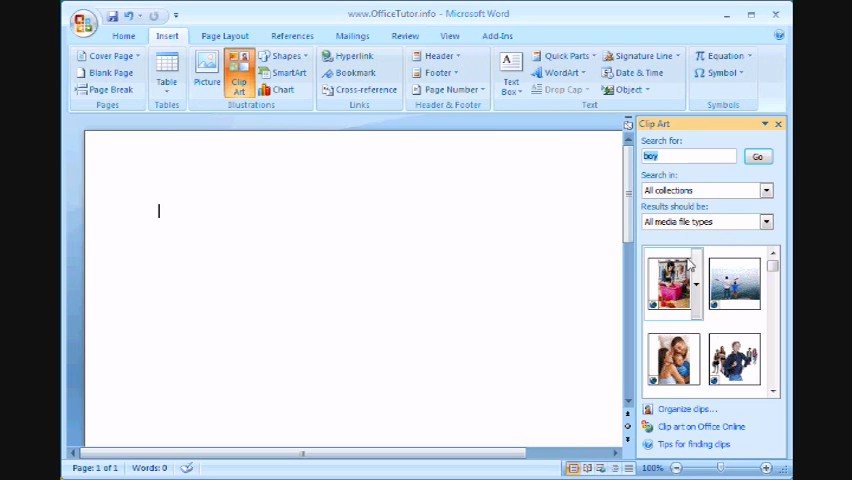 www.OfficeTutor.info - Microsoft Word
Home Insert Page Layout References Mailings Review View Add-Ins
Cover Page
Blank Page
Page Break
Pages
Table
Tables
Picture
Clip Art
Shapes
SmartArt
Chart
Illustrations
Hyperlink
Bookmark
Cross-reference
Links
Header
Footer
Page Number
Header & Footer
Text Box
Quick Parts
WordArt
Drop Cap
Signature Line
Date & Time
Object
Text
Equation
Symbol
Symbols
Clip Art
Search for:
boy
Go
Search in:
All collections
Results should be:
All media file types
Organize clips...
Clip art on Office Online
Tips for finding clips
Page: 1 of 1 Words: 0 100%